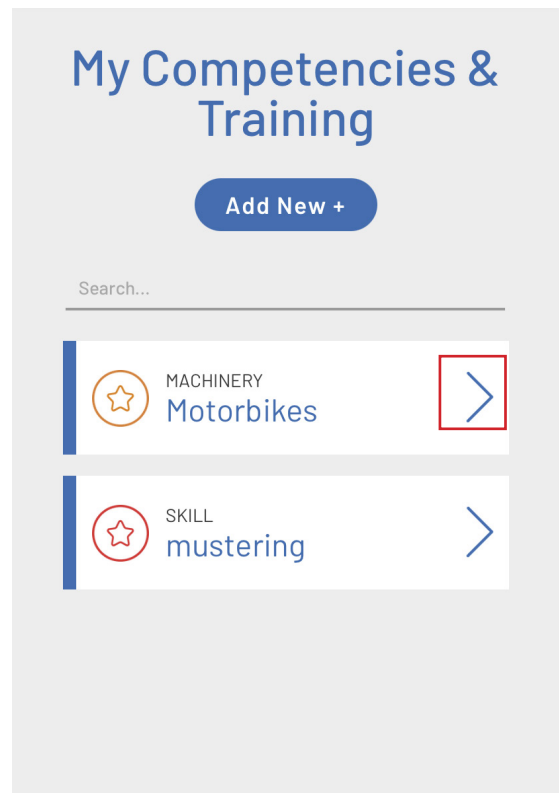 My Competencies &
Training
Add New +
Search...
MACHINERY
Motorbikes
SKILL
mustering